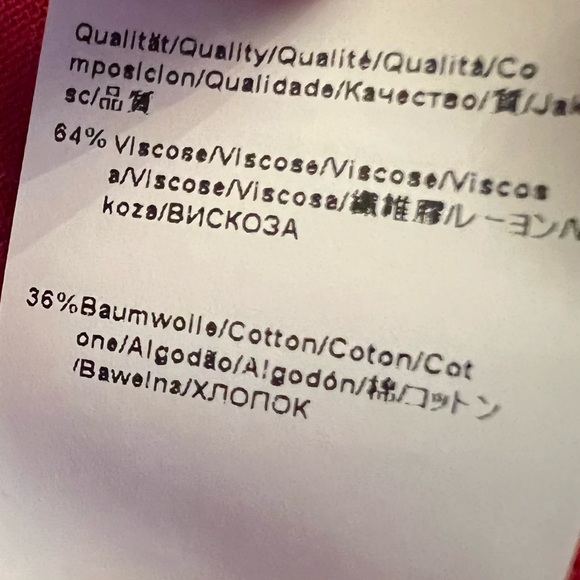 Qualität/Quality/Qualité/Qualità/Co
mposicion/Qualidade/Качество/質/Jak
sc/品質
64% Viscose/Viscose/Viscose/Viscos
a/Viscose/Viscosa/纖維膠/レーヨン/
koza/ВИСКОЗА
36%Baumwolle/Cotton/Coton/Cot
one/Algodão/Algodón/棉/コットン
/Bawelna/ХЛОПОК